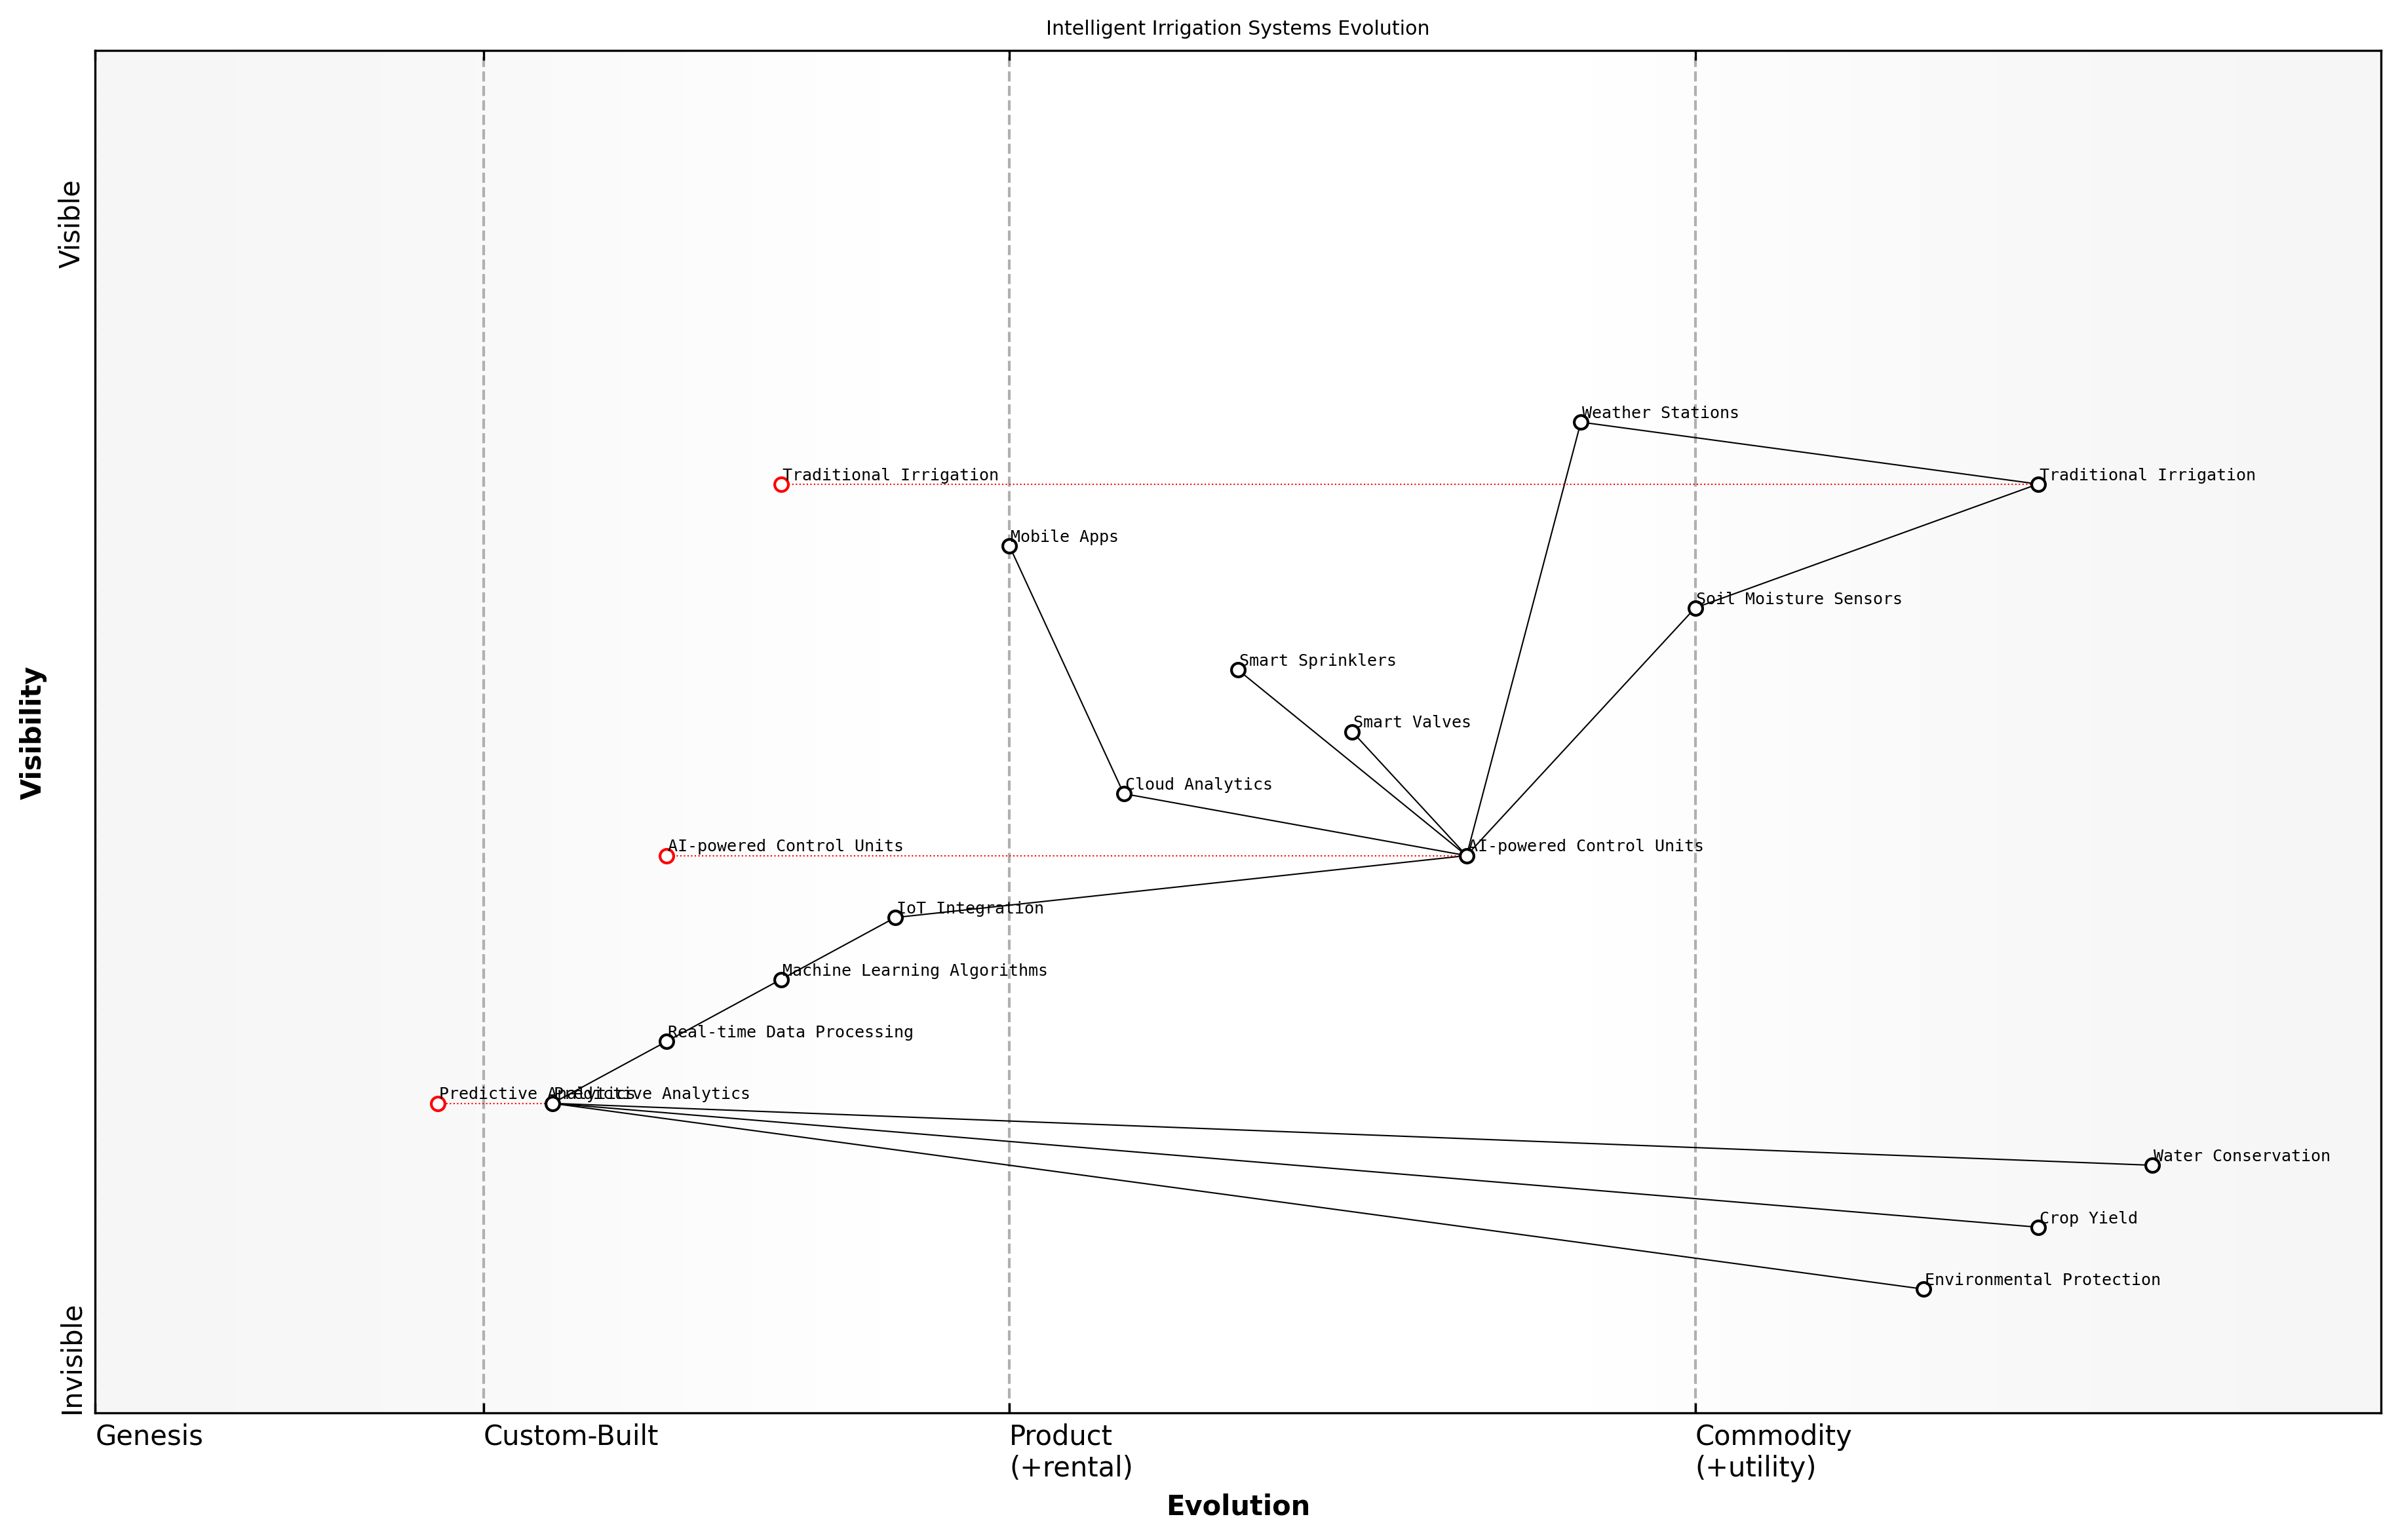 Intelligent Irrigation Systems Evolution
Visible
Visibility
Invisible
Weather Stations
Traditional Irrigation
Traditional Irrigation
Mobile Apps
Soil Moisture Sensors
Smart Sprinklers
Smart Valves
Cloud Analytics
AI-powered Control Units
AI-powered Control Units
IoT Integration
Machine Learning Algorithms
Real-time Data Processing
Predictive Analytics
Predictive Analytics
Water Conservation
Crop Yield
Environmental Protection
Genesis
Custom-Built
Product
(+rental)
Commodity
(+utility)
Evolution